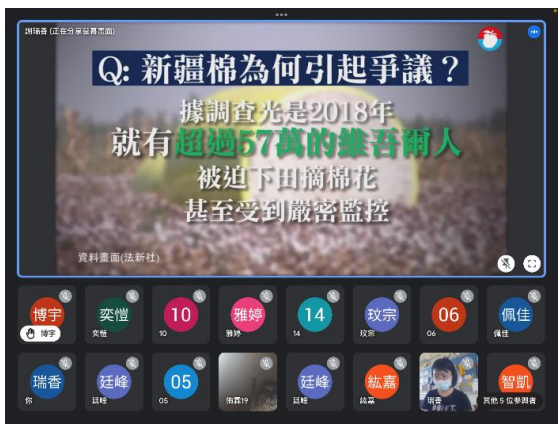 謝瑞香 (正在分享螢幕畫面)
Q: 新疆棉為何引起爭議？
據調查光是2018年
就有超過57萬的維吾爾人
被迫下田摘棉花
甚至受到嚴密監控
資料畫面(法新社)
博宇 奕愷 10 雅婷 14 玟宗 06 佩佳
博宇 奕愷 10 雅婷 14 玟宗 06 佩佳
瑞香 廷峰 05 廷峰 紘嘉 智凱
你 廷峰 05 侑霖19 廷峰 紘嘉 瑞香 其他 5 位參與者